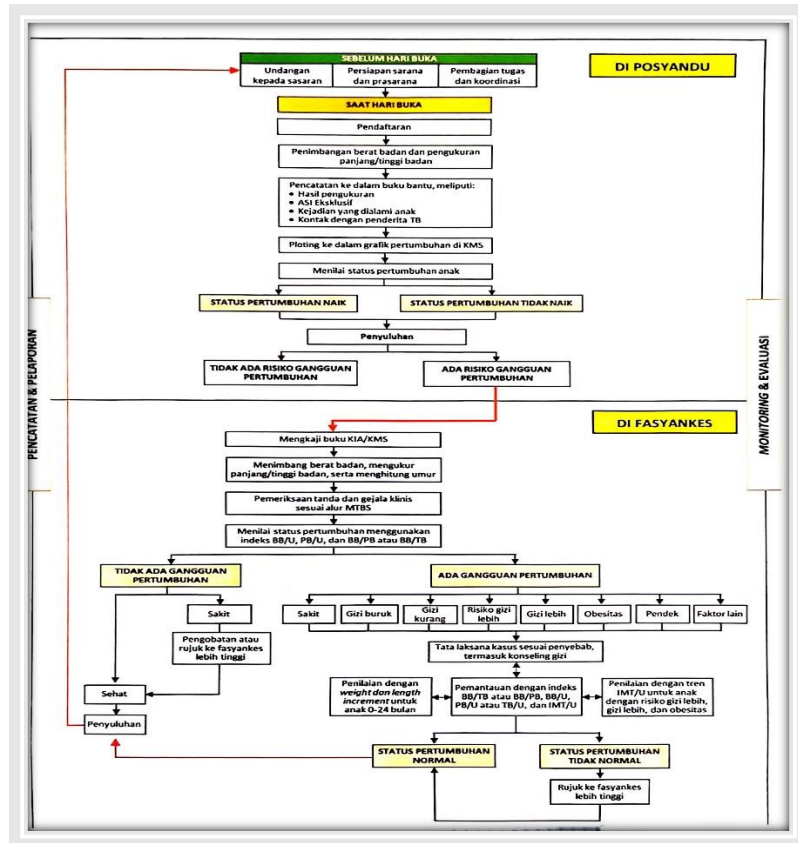 SEBELUM HARI BUKA
Undangan
kepada sasaran
Persiapan sarana
dan prasarana
Pembagian tugas
dan koordinasi
DI POSYANDU
SAAT HARI BUKA
Pendaftaran
Penimbangan berat badan dan pengukuran
panjang/tinggi badan
Pencatatan ke dalam buku bantu, meliputi:
• Hasil pengukuran
• ASI Eksklusif
• Kejadian yang dialami anak
• Kontak dengan penderita TB
Ploting ke dalam grafik pertumbuhan di KMS
Menilai status pertumbuhan anak
STATUS PERTUMBUHAN NAIK
STATUS PERTUMBUHAN TIDAK NAIK
Penyuluhan
TIDAK ADA RISIKO GANGGUAN
PERTUMBUHAN
ADA RISIKO GANGGUAN
PERTUMBUHAN
PENCATATAN & PELAPORAN
MONITORING & EVALUASI
DI FASYANKES
Mengkaji buku KIA/KMS
Menimbang berat badan, mengukur
panjang/tinggi badan, serta menghitung umur
Pemeriksaan tanda dan gejala klinis
sesuai alur MTBS
Menilai status pertumbuhan menggunakan
indeks BB/U, PB/U, dan BB/PB atau BB/TB
TIDAK ADA GANGGUAN
PERTUMBUHAN
ADA GANGGUAN PERTUMBUHAN
Sakit
Sakit
Gizi buruk
Gizi
kurang
Risiko gizi
lebih
Gizi lebih
Obesitas
Pendek
Faktor lain
Pengobatan atau
rujuk ke fasyankes
lebih tinggi
Tata laksana kasus sesuai penyebab,
termasuk konseling gizi
Sehat
Penyuluhan
Penilaian dengan
weight dan length
increment untuk
anak 0-24 bulan
Pemantauan dengan indeks
BB/TB atau BB/PB, BB/U,
PB/U atau TB/U, dan IMT/U
Penilaian dengan tren
IMT/U untuk anak
dengan risiko gizi lebih,
gizi lebih, dan obesitas
STATUS PERTUMBUHAN
NORMAL
STATUS PERTUMBUHAN
TIDAK NORMAL
Rujuk ke fasyankes
lebih tinggi